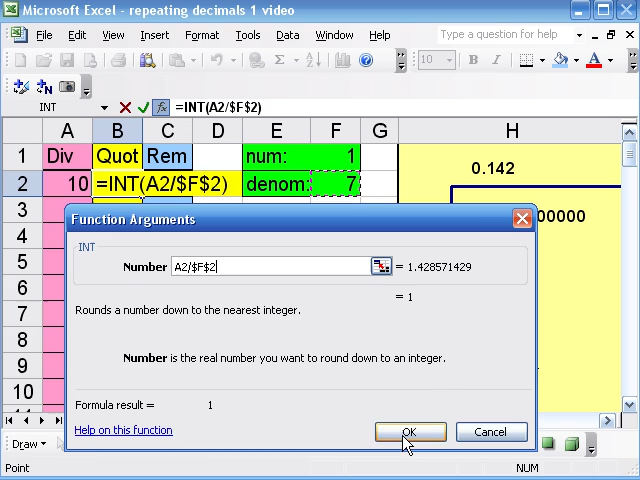 Microsoft Excel - repeating decimals 1 video
File Edit View Insert Format Tools Data Window Help Type a question for help
10 B I
INT =INT(A2/$F$2)
A B C D E F G H
1 Div Quot Rem num: 1
0.142
2 10 =INT(A2/$F$2) denom: 7
3
Function Arguments
00000
4
INT
5 Number A2/$F$2 = 1.428571429
6 = 1
7 Rounds a number down to the nearest integer.
8
9 Number is the real number you want to round down to an integer.
10
Formula result = 1
Help on this function OK Cancel
Draw
Point NUM